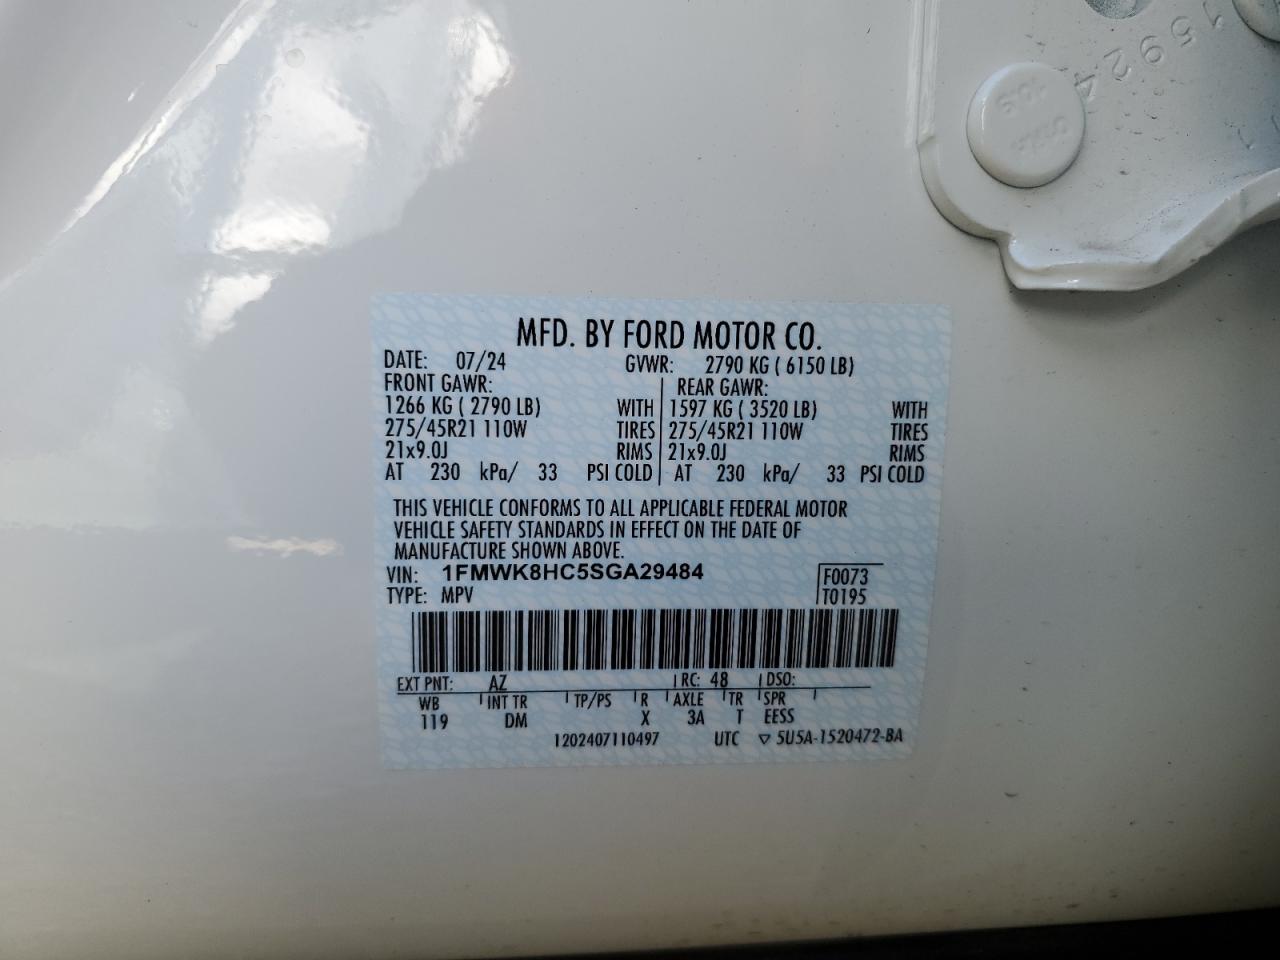 15924
10.9
MFD. BY FORD MOTOR CO.
DATE: 07/24 GVWR: 2790 KG ( 6150 LB)
FRONT GAWR: REAR GAWR:
1266 KG ( 2790 LB) WITH 1597 KG ( 3520 LB) WITH
275/45R21 110W TIRES 275/45R21 110W TIRES
21x9.0J RIMS 21x9.0J RIMS
AT 230 kPa/ 33 PSI COLD AT 230 kPa/ 33 PSI COLD
THIS VEHICLE CONFORMS TO ALL APPLICABLE FEDERAL MOTOR
VEHICLE SAFETY STANDARDS IN EFFECT ON THE DATE OF
MANUFACTURE SHOWN ABOVE.
VIN: 1FMWK8HC5SGA29484 F0073
TYPE: MPV T0195
EXT PNT: AZ RC: 48 DSO:
WB INT TR TP/PS R AXLE TR SPR
119 DM X 3A T EESS
1202407110497 UTC ▽ 5U5A-1520472-BA